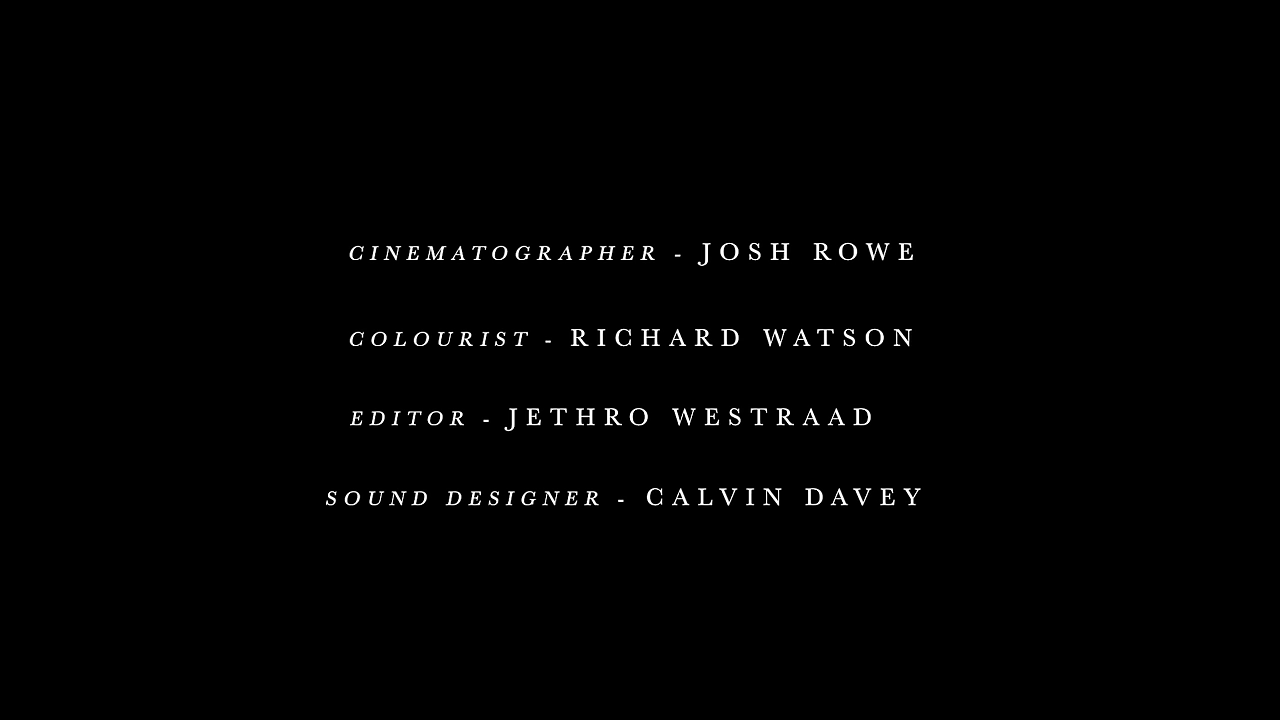 CINEMATOGRAPHER - JOSH ROWE
COLOURIST - RICHARD WATSON
EDITOR - JETHRO WESTRAAD
SOUND DESIGNER - CALVIN DAVEY